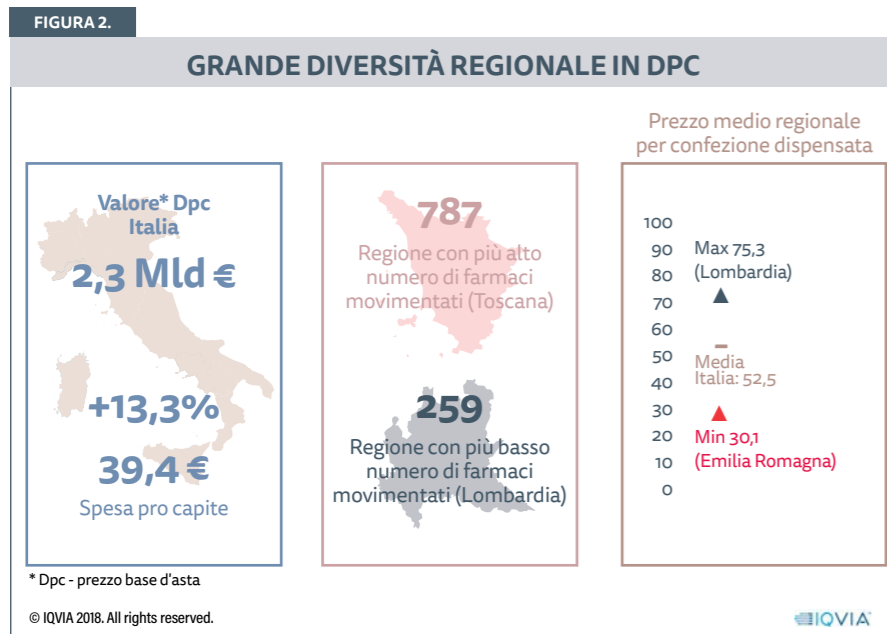 FIGURA 2.
GRANDE DIVERSITÀ REGIONALE IN DPC
Valore* Dpc
Italia
2,3 Mld €
+13,3%
39,4 €
Spesa pro capite
787
Regione con più alto
numero di farmaci
movimentati (Toscana)
259
Regione con più basso
numero di farmaci
movimentati (Lombardia)
Prezzo medio regionale
per confezione dispensata
100
90
80
70
60
50
40
30
20
10
0
Max 75,3
(Lombardia)
Media
Italia: 52,5
Min 30,1
(Emilia Romagna)
* Dpc - prezzo base d'asta
© IQVIA 2018. All rights reserved.
IQVIA